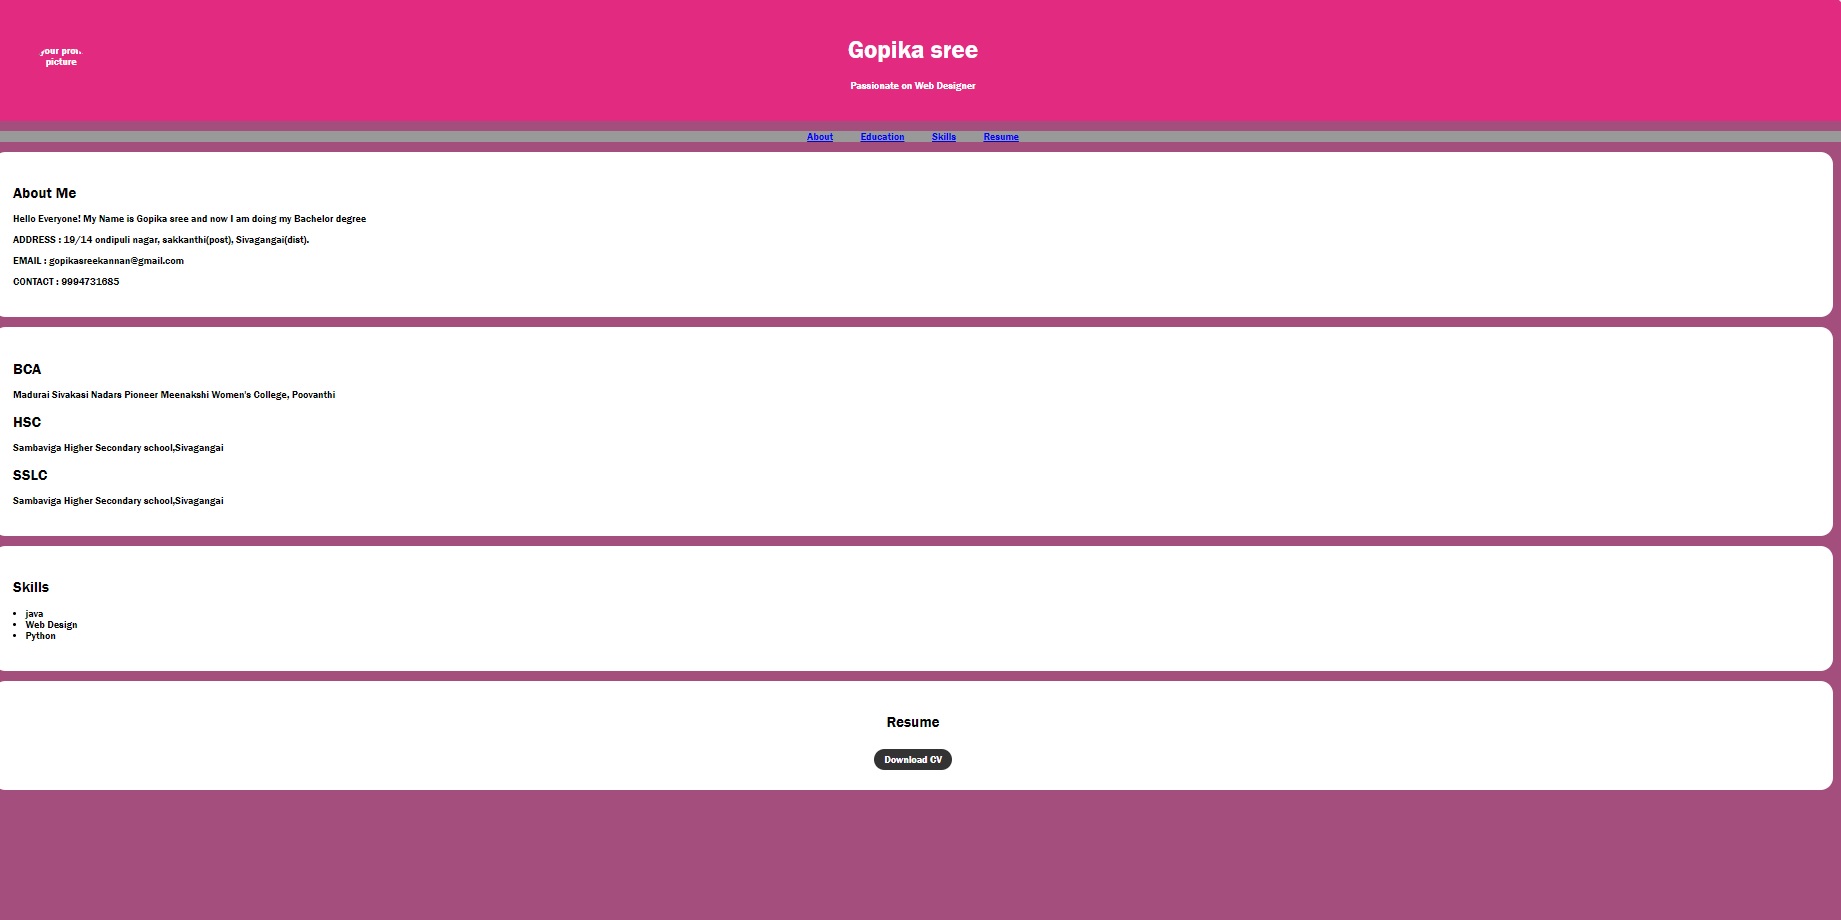 your
picture
Gopika sree
Passionate on Web Designer
About Education Skills Resume
About Me
Hello Everyone! My Name is Gopika sree and now I am doing my Bachelor degree
ADDRESS : 19/14 ondipuli nagar, sakkanthi(post), Sivagangai(dist).
EMAIL : gopikasreekannan@gmail.com
CONTACT : 9994731685
BCA
Madurai Sivakasi Nadars Pioneer Meenakshi Women's College, Poovanthi
HSC
Sambaviga Higher Secondary school,Sivagangai
SSLC
Sambaviga Higher Secondary school,Sivagangai
Skills
• java
• Web Design
• Python
Resume
Download CV